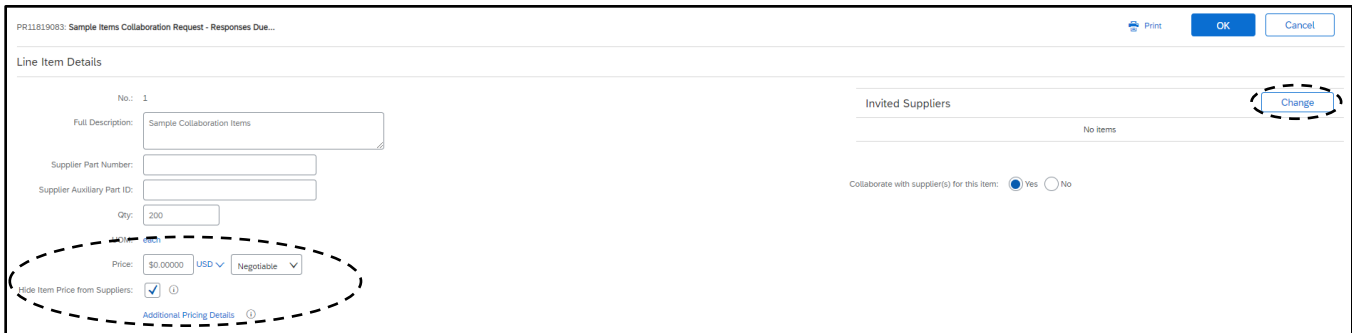 PR11819083: Sample Items Collaboration Request - Responses Due...
Print
OK
Cancel
Line Item Details
No.: 1
Full Description: Sample Collaboration Items
Supplier Part Number:
Supplier Auxiliary Part ID:
Qty: 200
UOM: each
Price: $0.00000 USD Negotiable
Hide Item Price from Suppliers:
Additional Pricing Details
Invited Suppliers
Change
No items
Collaborate with supplier(s) for this item: Yes No